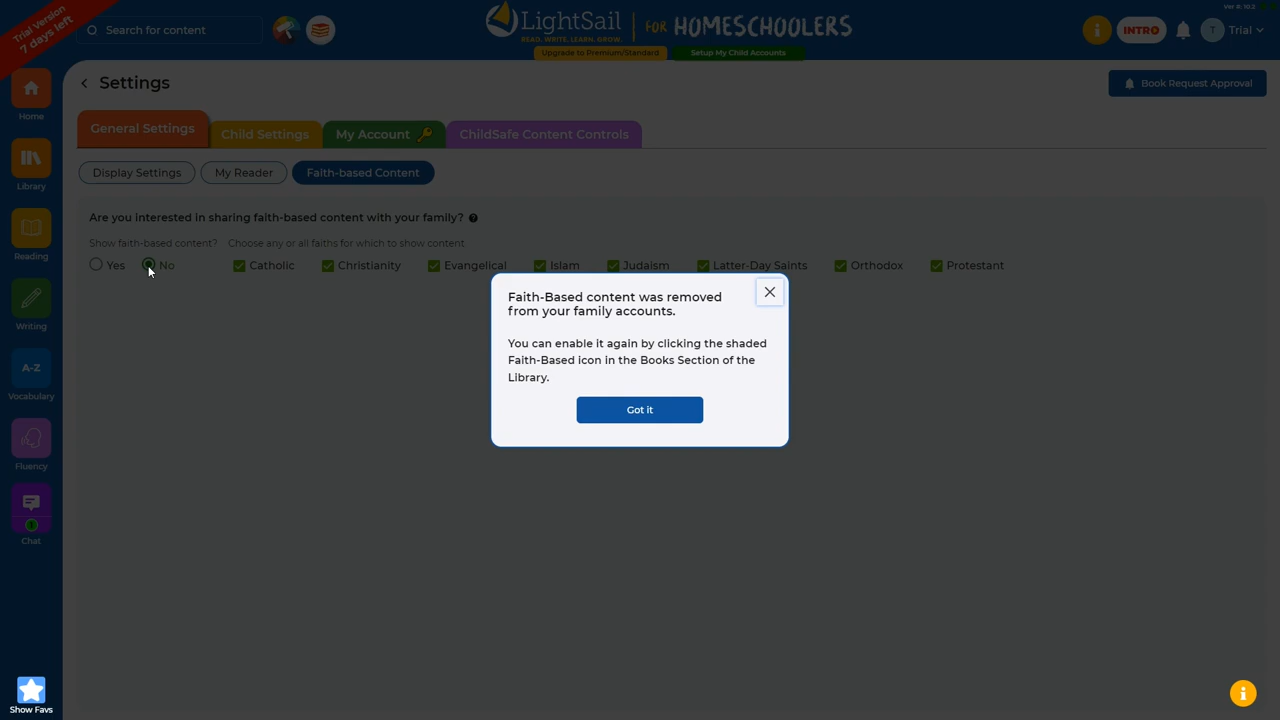 Ver #: 10.2
Trial Version
7 days left
Search for content
LightSail
READ. WRITE. LEARN. GROW.
FOR HOMESCHOOLERS
Upgrade to Premium/Standard
Setup My Child Accounts
INTRO
T
Trial
Settings
Book Request Approval
Home
General Settings
Child Settings
My Account
ChildSafe Content Controls
Library
Display Settings
My Reader
Faith-based Content
Are you interested in sharing faith-based content with your family?
Show faith-based content?
Choose any or all faiths for which to show content.
Yes
No
Catholic
Christianity
Evangelical
Islam
Judaism
Latter-Day Saints
Orthodox
Protestant
Reading
Faith-Based content was removed
from your family accounts.
You can enable it again by clicking the shaded
Faith-Based icon in the Books Section of the
Library.
Got it
Writing
A-Z
Vocabulary
Fluency
Chat
Show Favs